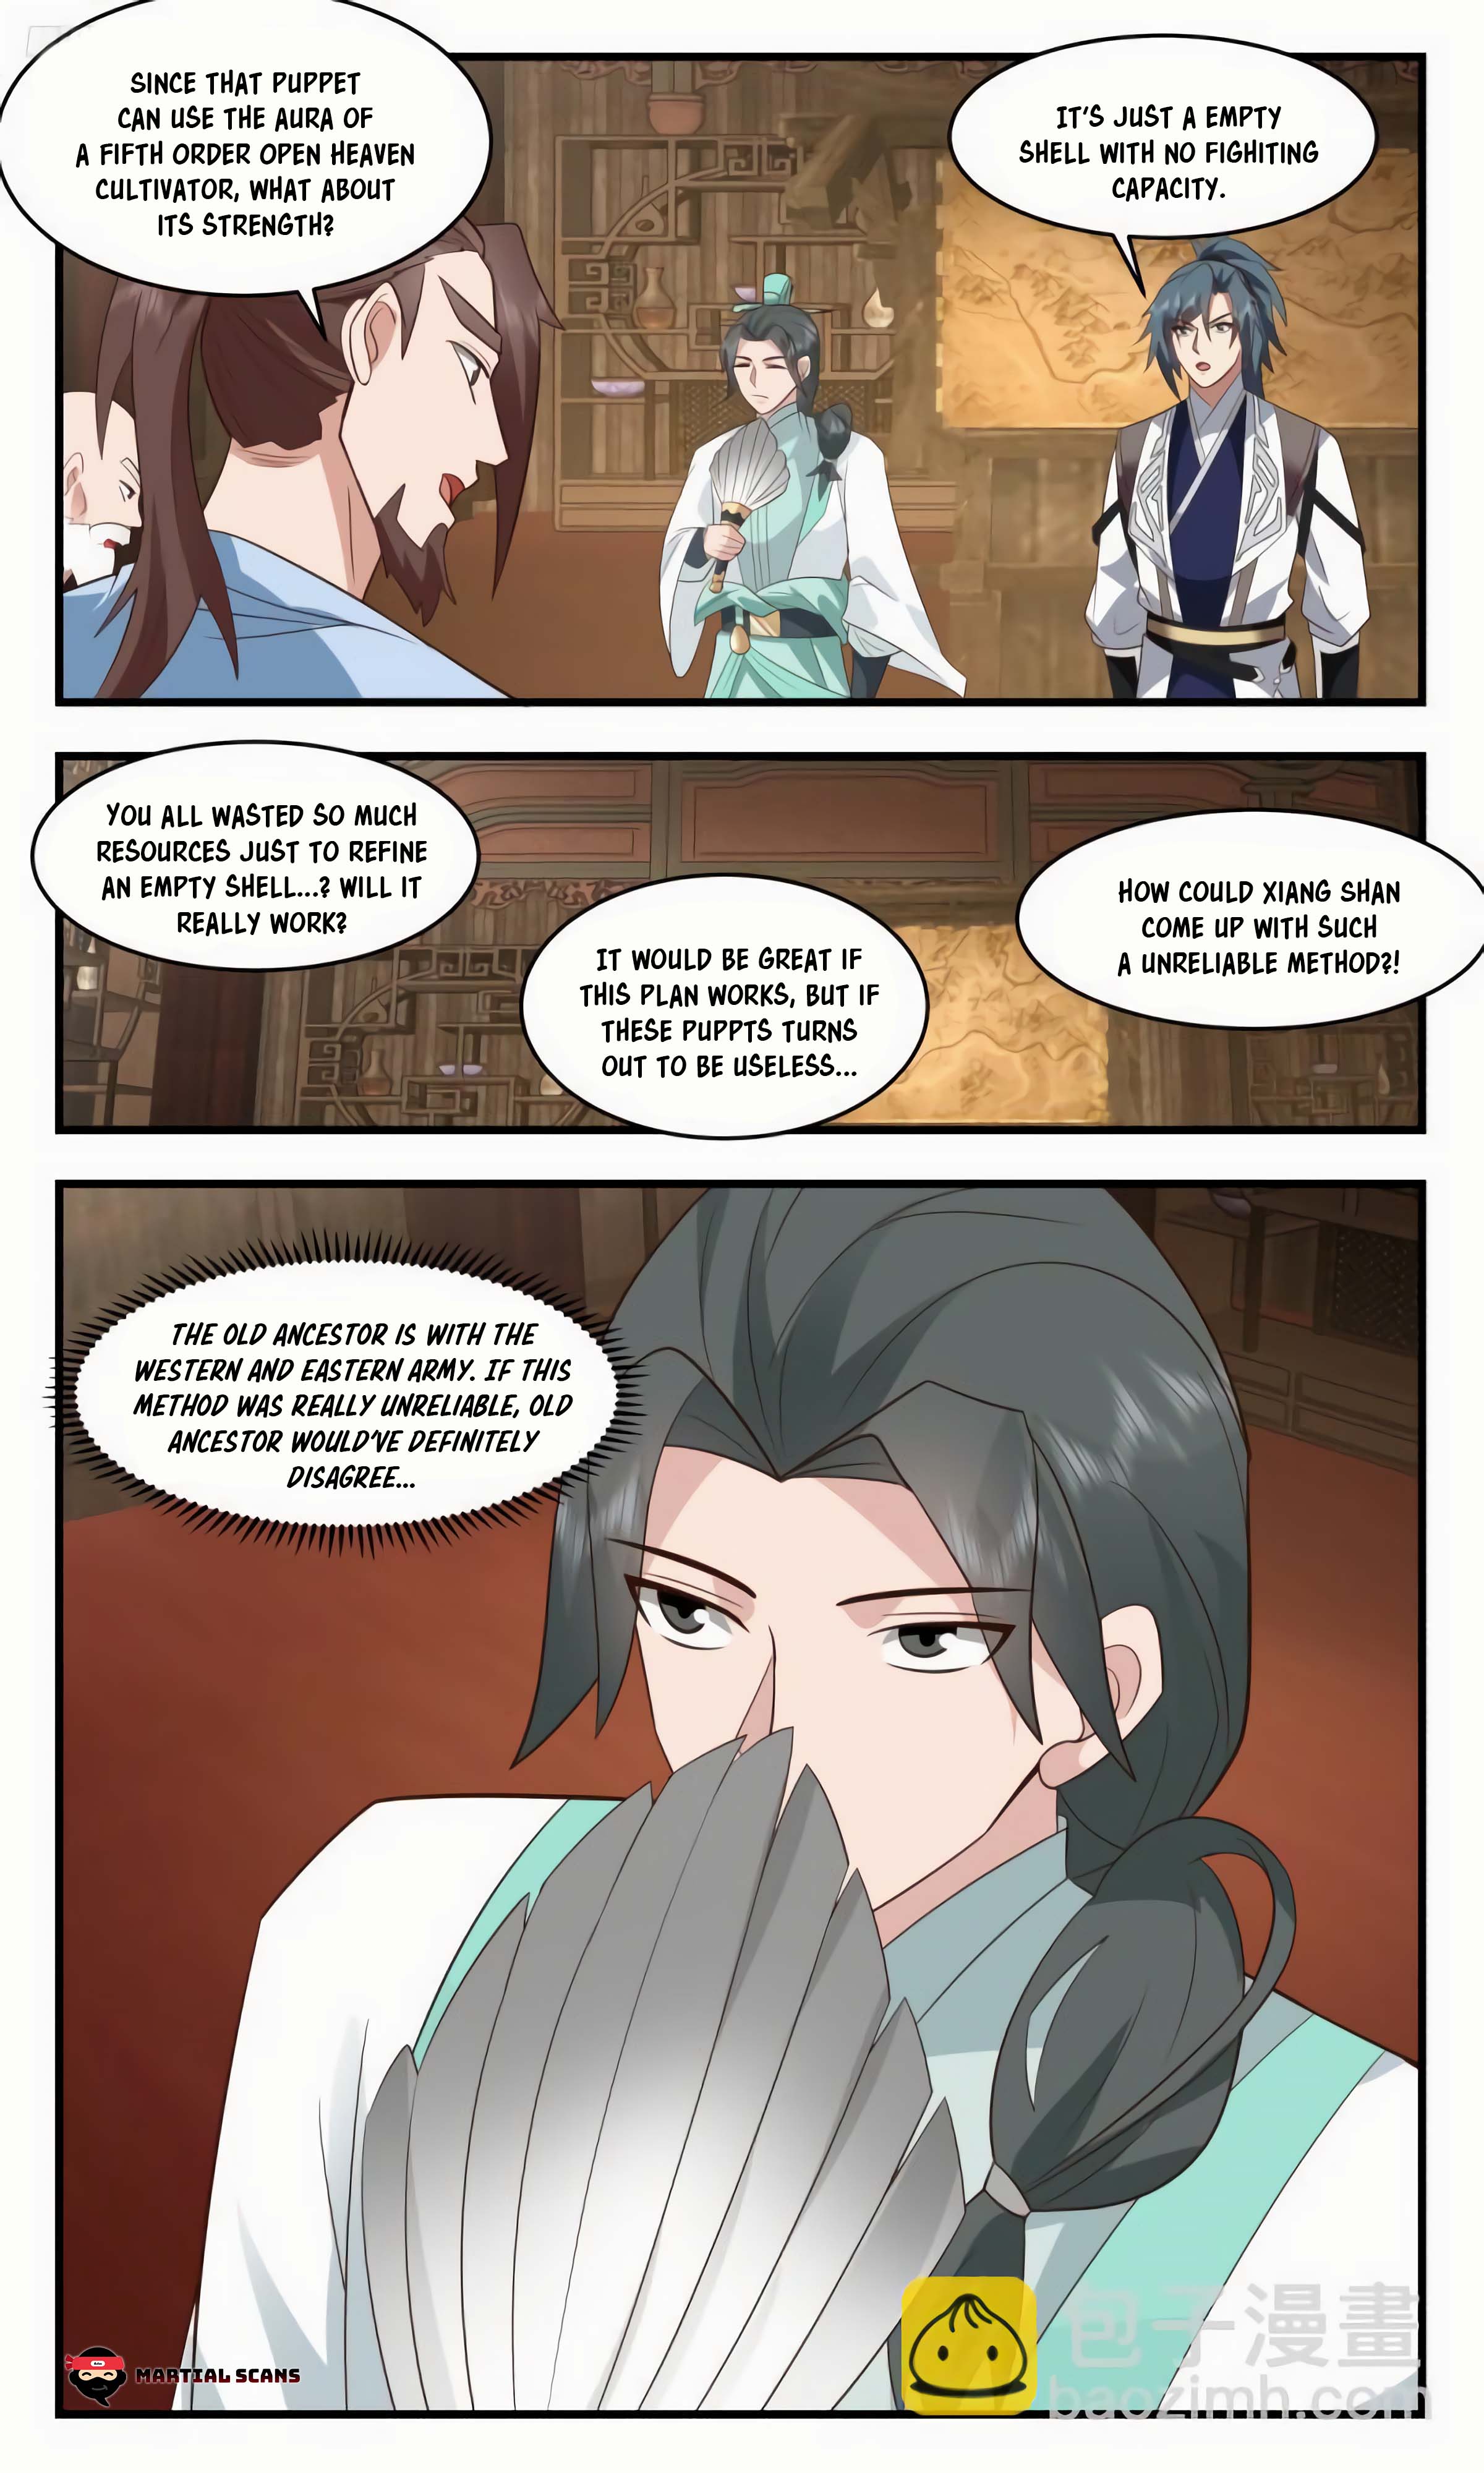 SINCE THAT PUPPET
CAN USE THE AURA OF
A FIFTH ORDER OPEN HEAVEN
CULTIVATOR, WHAT ABOUT
ITS STRENGTH?
IT'S JUST A EMPTY
SHELL WITH NO FIGHITING
CAPACITY.
YOU ALL WASTED SO MUCH
RESOURCES JUST TO REFINE
AN EMPTY SHELL...? WILL IT
REALLY WORK?
IT WOULD BE GREAT IF
THIS PLAN WORKS, BUT IF
THESE PUPPTS TURNS
OUT TO BE USELESS...
HOW COULD XIANG SHAN
COME UP WITH SUCH
A UNRELIABLE METHOD?!
THE OLD ANCESTOR IS WITH THE
WESTERN AND EASTERN ARMY. IF THIS
METHOD WAS REALLY UNRELIABLE, OLD
ANCESTOR WOULD'VE DEFINITELY
DISAGREE...
MARTIAL SCANS
包子漫畫
baozimh.com